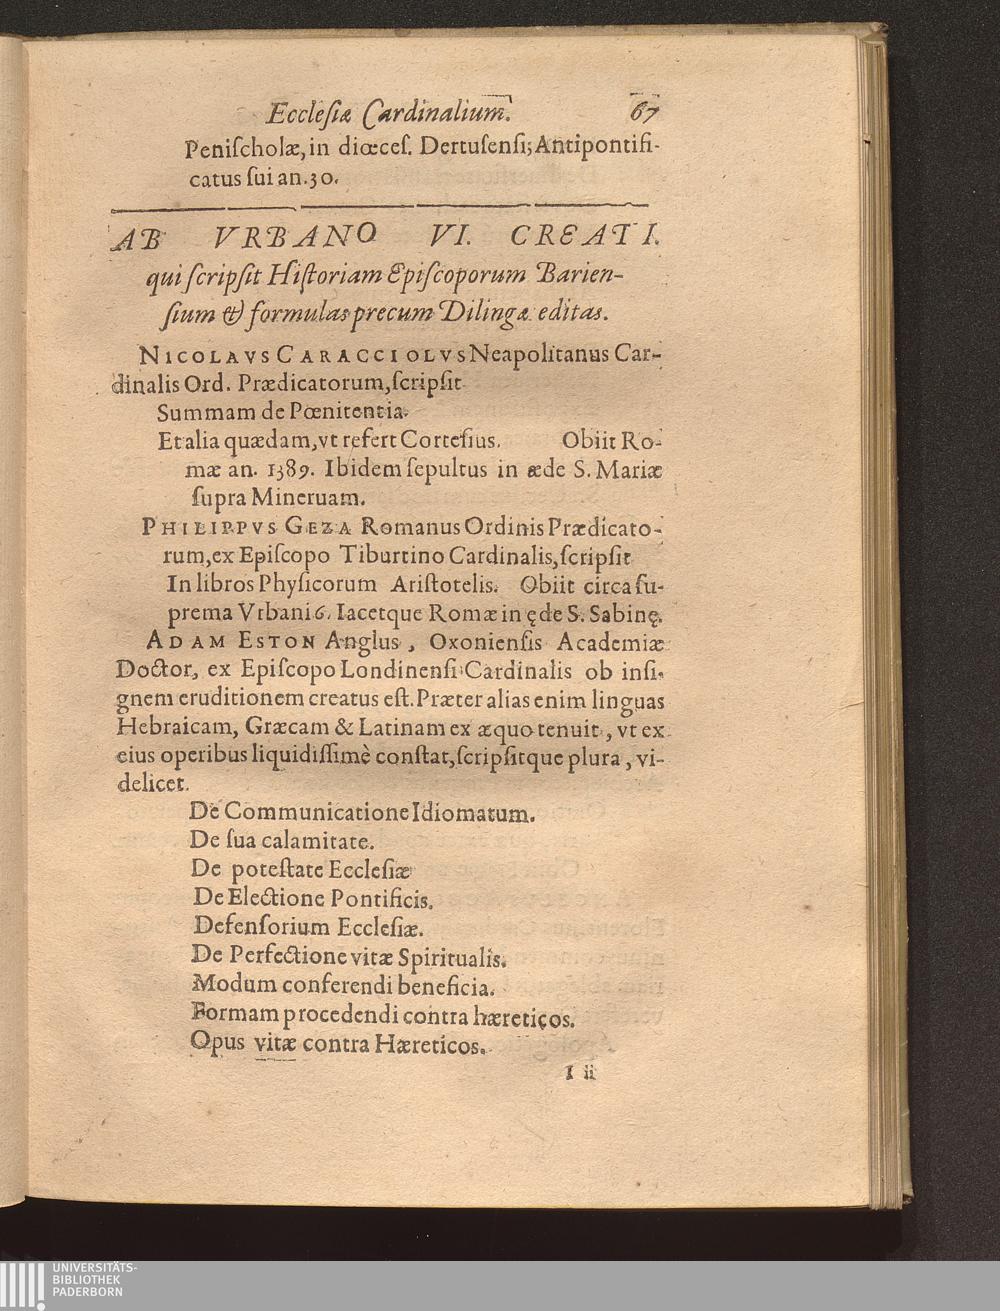 Ecclesiæ Cardinalium. 67
Peniſcholæ, in diœceſ. Dertuſenſi; Antipontifi-
catus ſui an. 30.
AB VRBANO VI. CREATI.
qui ſcripſit Hiſtoriam Epiſcoporum Barien-
ſium & formulas precum Dilingæ editas.
NICOLAVS CARACCIOLVS Neapolitanus Car-
dinalis Ord. Prædicatorum, ſcripſit
Summam de Pœnitentia.
Et alia quædam, vt refert Corteſius. Obiit Ro-
mæ an. 1389. Ibidem ſepultus in æde S. Mariæ
ſupra Mineruam.
PHILIPPVS GEZA Romanus Ordinis Prædicato-
rum, ex Epiſcopo Tiburtino Cardinalis, ſcripſit
In libros Phyſicorum Ariſtotelis. Obiit circa ſu-
prema Vrbani 6. Iacetque Romæ in ęde S. Sabinę.
ADAM ESTON Anglus, Oxonienſis Academiæ
Doctor, ex Epiſcopo Londinenſi Cardinalis ob inſi-
gnem eruditionem creatus eſt. Præter alias enim linguas
Hebraicam, Græcam & Latinam ex æquo tenuit, vt ex
eius operibus liquidiſſimè conſtat, ſcripſitque plura, vi-
delicet.
De Communicatione Idiomatum.
De ſua calamitate.
De poteſtate Eccleſiæ
De Electione Pontificis.
Defenſorium Eccleſiæ.
De Perfectione vitæ Spiritualis.
Modum conferendi beneficia.
Formam procedendi contra hæreticos.
Opus vitæ contra Hæreticos.
I ii
UNIVERSITÄTS-
BIBLIOTHEK
PADERBORN